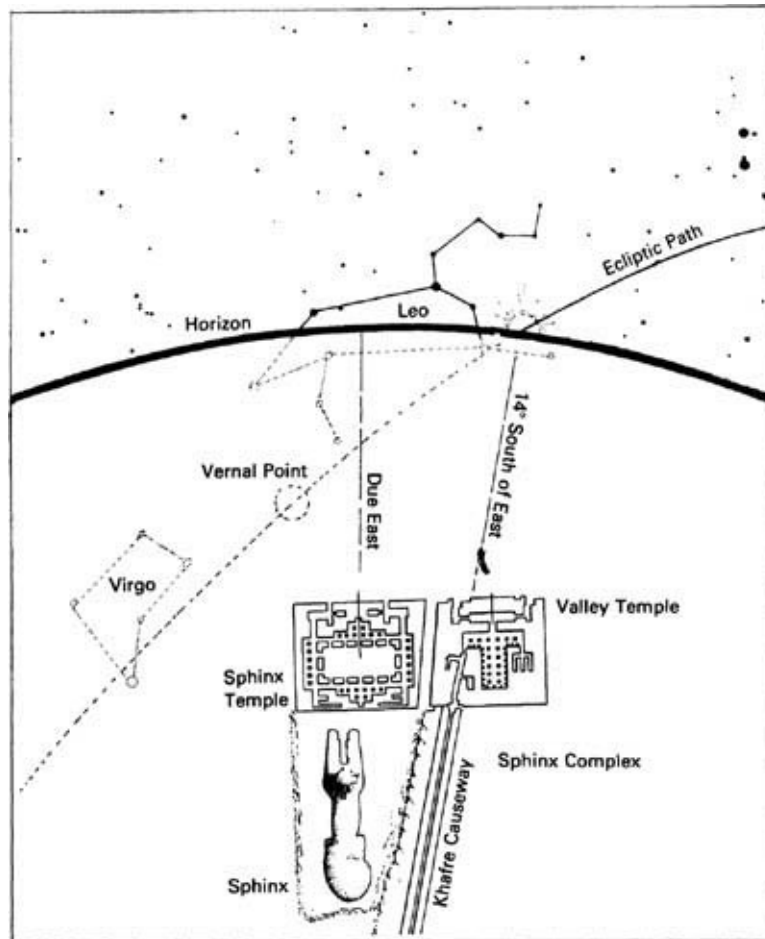 Ecliptic Path
Leo
Horizon
14° South of East
Vernal Point
Due East
Virgo
Valley Temple
Sphinx
Temple
Sphinx Complex
Khafre Causeway
Sphinx